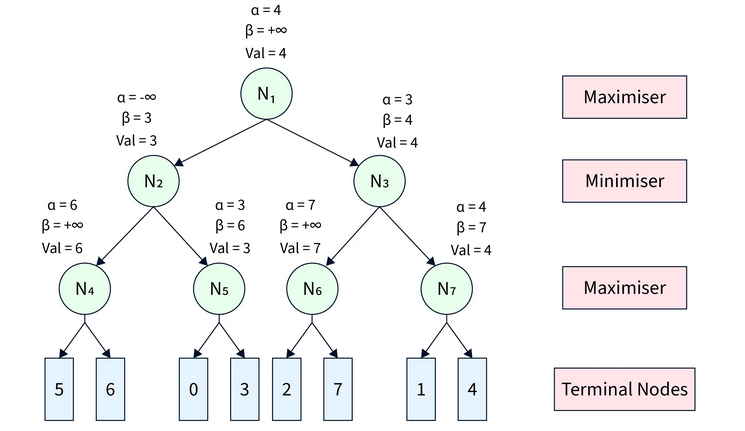 α = 4
β = +∞
Val = 4
N₁
Maximiser
α = -∞
β = 3
Val = 3
α = 3
β = 4
Val = 4
N₂
N₃
Minimiser
α = 6
β = +∞
Val = 6
α = 3
β = 6
Val = 3
α = 7
β = +∞
Val = 7
α = 4
β = 7
Val = 4
N₄
N₅
N₆
N₇
Maximiser
5 6 0 3 2 7 1 4
Terminal Nodes